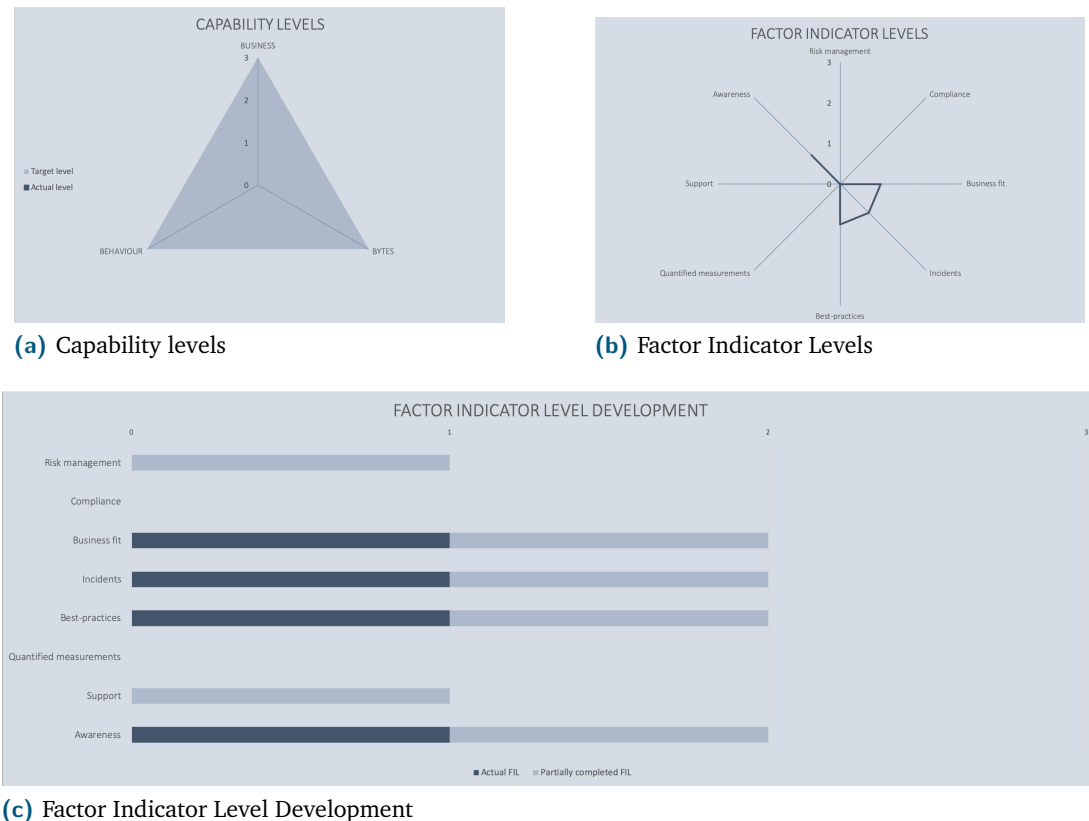 CAPABILITY LEVELS
BUSINESS
3
2
1
0
Target level
Actual level
BEHAVIOUR
BYTES
(a) Capability levels
FACTOR INDICATOR LEVELS
Risk management
3
Awareness
Compliance
2
1
Support
0
Business fit
Quantified measurements
Incidents
Best-practices
(b) Factor Indicator Levels
FACTOR INDICATOR LEVEL DEVELOPMENT
0 1 2 3
Risk management
Compliance
Business fit
Incidents
Best-practices
Quantified measurements
Support
Awareness
Actual FIL Partially completed FIL
(c) Factor Indicator Level Development